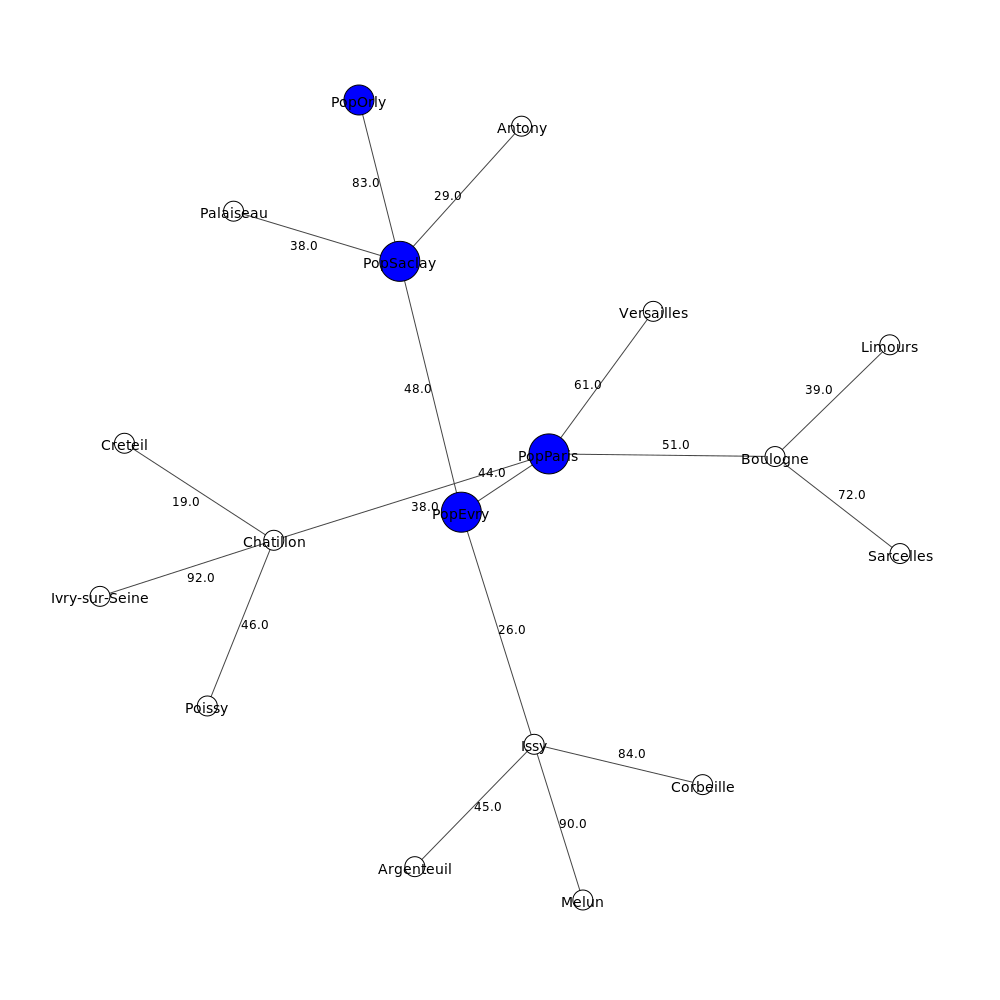 PopOrly
Antony
83.0
29.0
Palaiseau
38.0
PopSaclay
Versailles
Limours
48.0
61.0
39.0
Creteil
51.0
PopParis
Boulogne
44.0
72.0
19.0
38.0
PopEvry
Chatillon
Sarcelles
92.0
Ivry-sur-Seine
46.0
26.0
Poissy
Issy
84.0
Corbeille
45.0
90.0
Argenteuil
Melun